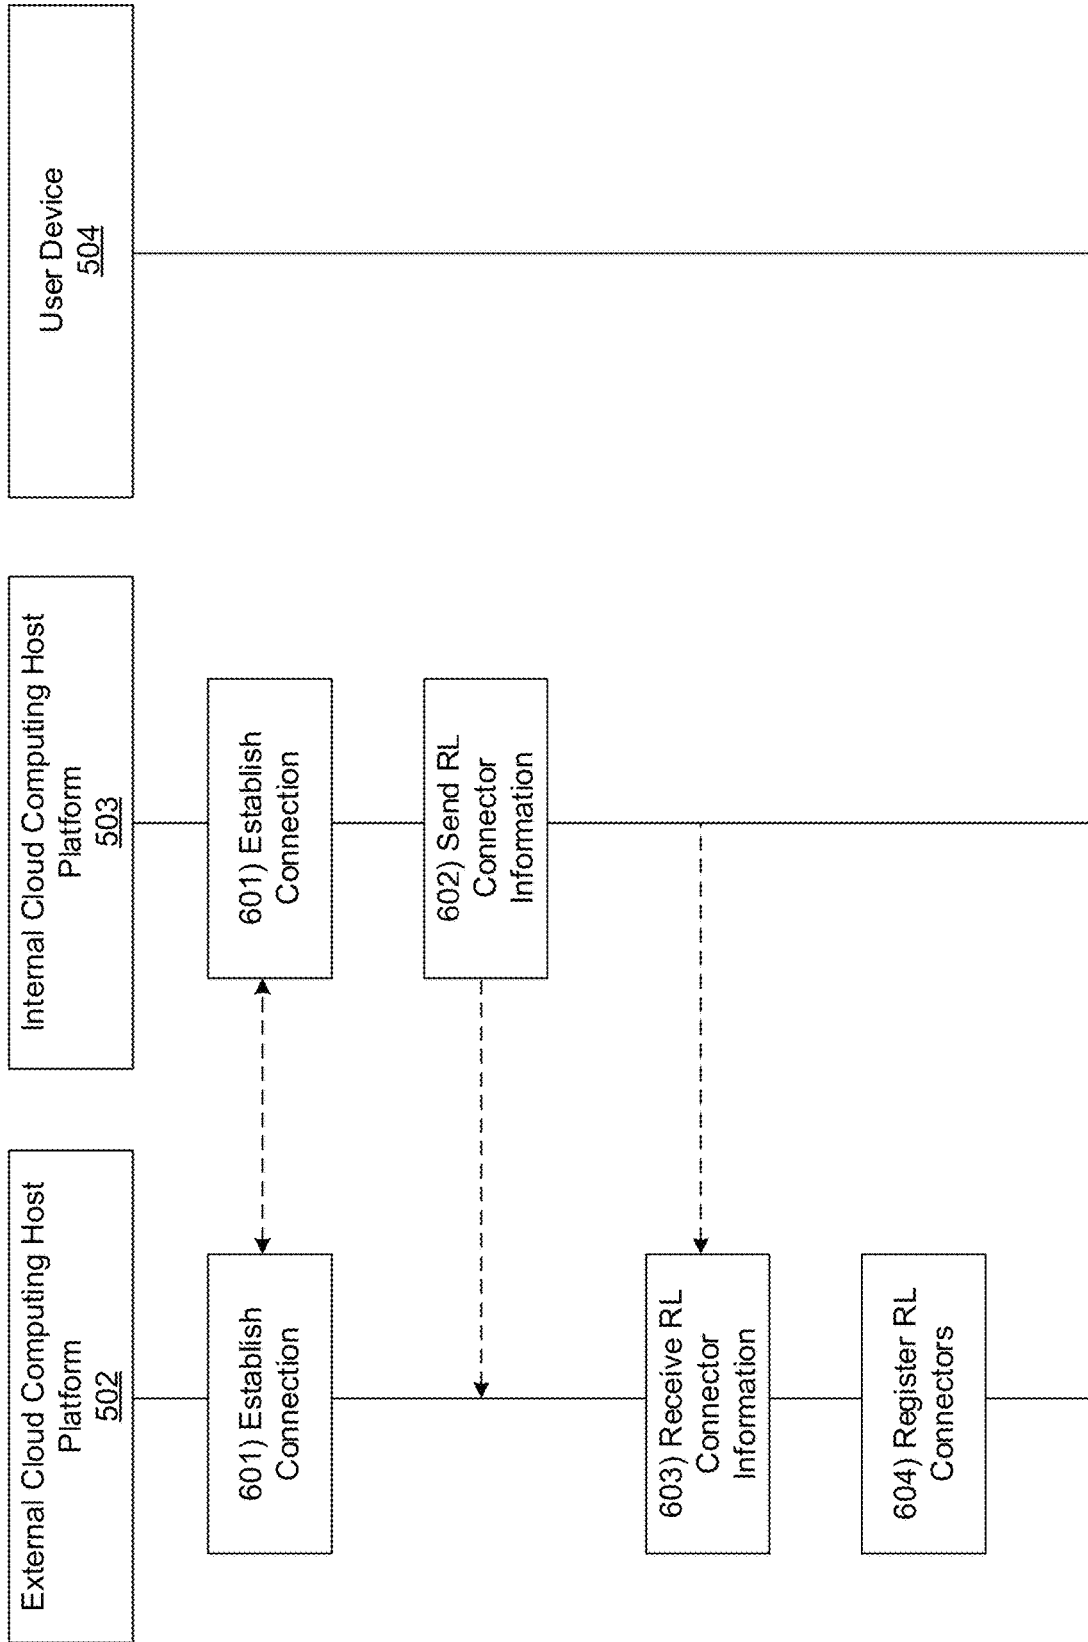 External Cloud Computing Host
Platform
502
Internal Cloud Computing Host
Platform
503
User Device
504
601) Establish
Connection
601) Establish
Connection
602) Send RL
Connector
Information
603) Receive RL
Connector
Information
604) Register RL
Connectors